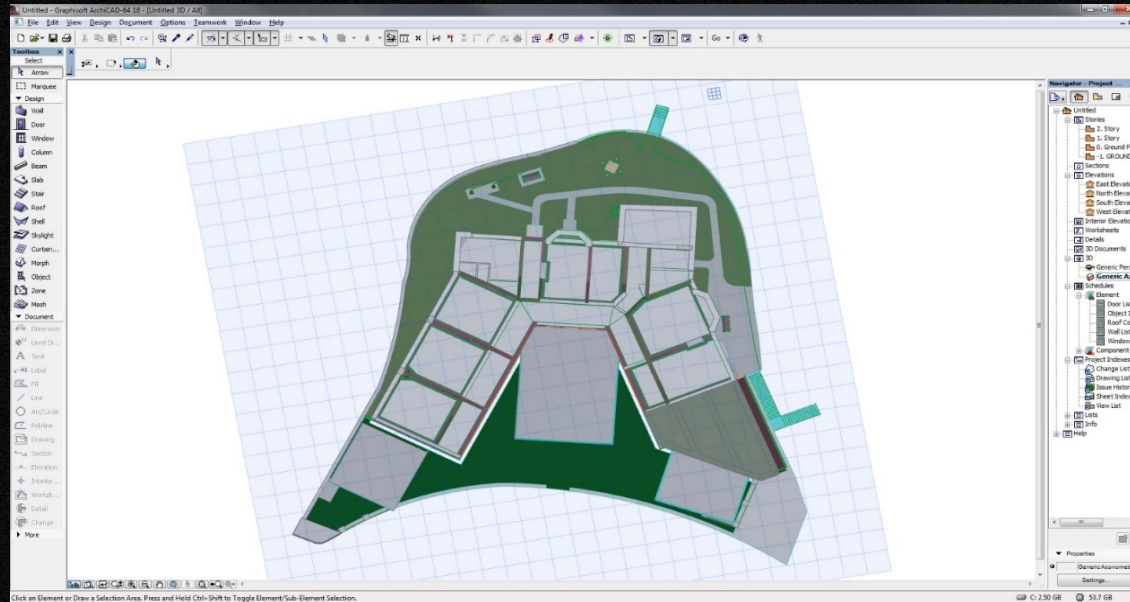 Untitled - Graphisoft ArchiCAD-64 18 - [Untitled 3D / All]
File Edit View Design Document Options Teamwork Window Help
Go
Toolbox
Select
Arrow
Marquee
Design
Wall
Door
Window
Column
Beam
Slab
Stair
Roof
Shell
Skylight
Curtain...
Morph
Object
Zone
Mesh
Document
Dimension
Level Di...
Text
Label
Fill
Line
Arc/Circle
Polyline
Drawing
Section
Elevation
Interior...
Worksh...
Detail
Change
More
Navigator - Project ...
Untitled
Stories
2. Story
1. Story
0. Ground F
-1. GROUND
Sections
Elevations
East Elevati
North Eleva
South Eleva
West Elevat
Interior Elevatio
Worksheets
Details
3D Documents
3D
Generic Per
Generic A
Schedules
Element
Door Lis
Object I
Roof Co
Wall List
Window
Component
Project Indexes
Change List
Drawing List
Issue Histor
Sheet Index
View List
Lists
Info
Help
Properties
Generic Axonomet
Settings...
Click an Element or Draw a Selection Area. Press and Hold Ctrl+Shift to Toggle Element/Sub-Element Selection.
C: 2.50 GB 53.7 GB